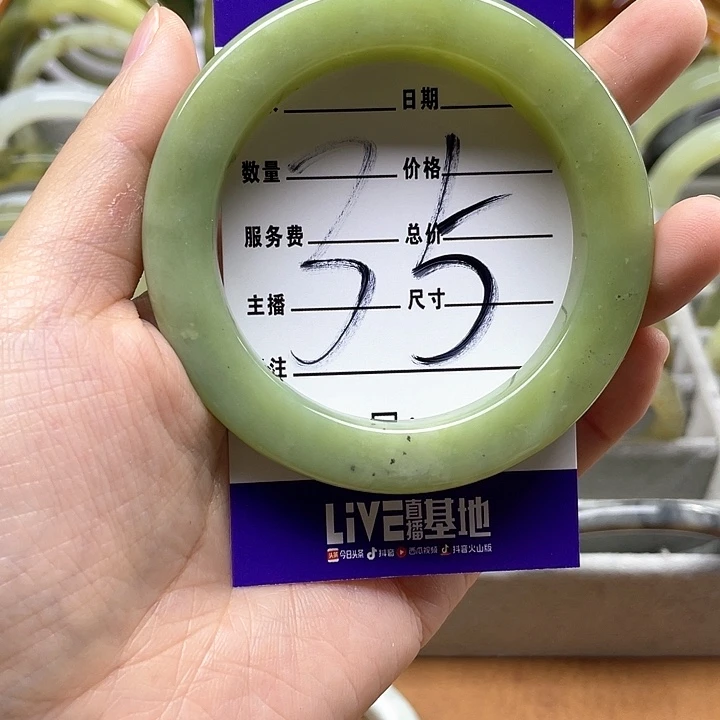 日期
数量 价格
服务费 总价
主播 尺寸
注
35
LiVE直播基地
今日头条 抖音 西瓜视频 抖音火山版